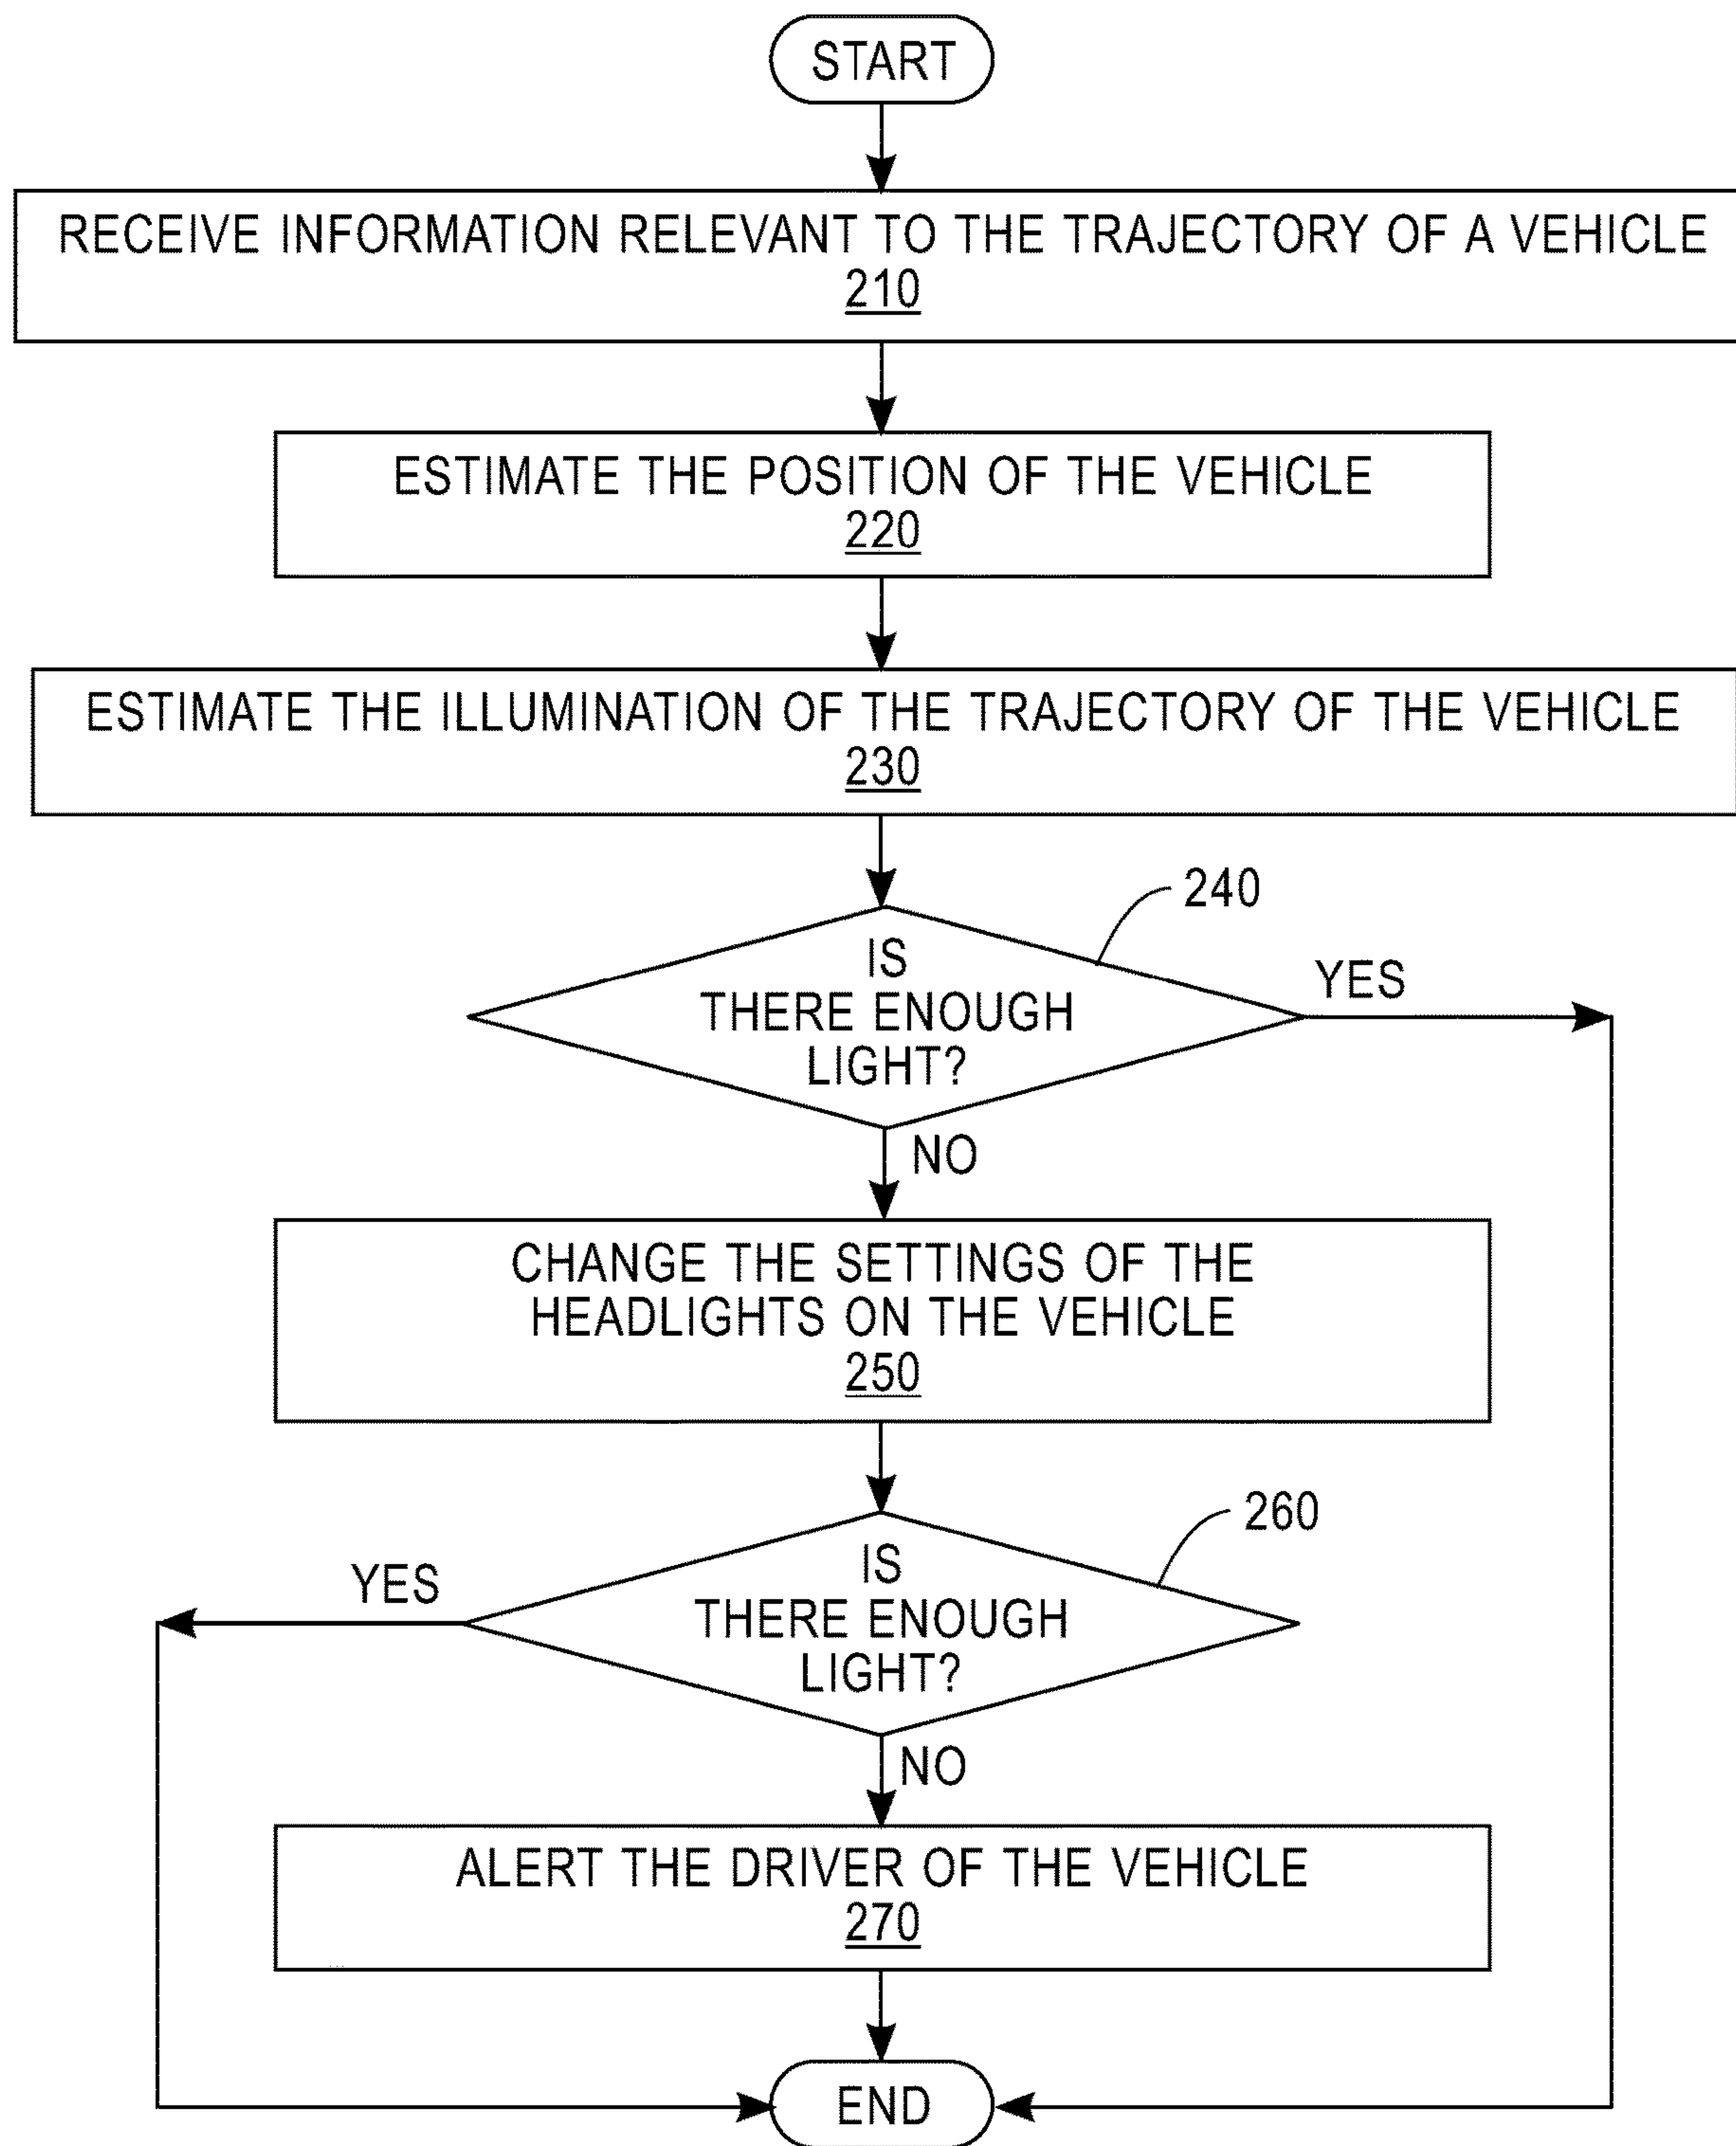 START
RECEIVE INFORMATION RELEVANT TO THE TRAJECTORY OF A VEHICLE
210
ESTIMATE THE POSITION OF THE VEHICLE
220
ESTIMATE THE ILLUMINATION OF THE TRAJECTORY OF THE VEHICLE
230
240
IS
THERE ENOUGH
LIGHT?
YES
NO
CHANGE THE SETTINGS OF THE
HEADLIGHTS ON THE VEHICLE
250
260
IS
THERE ENOUGH
LIGHT?
YES
NO
ALERT THE DRIVER OF THE VEHICLE
270
END